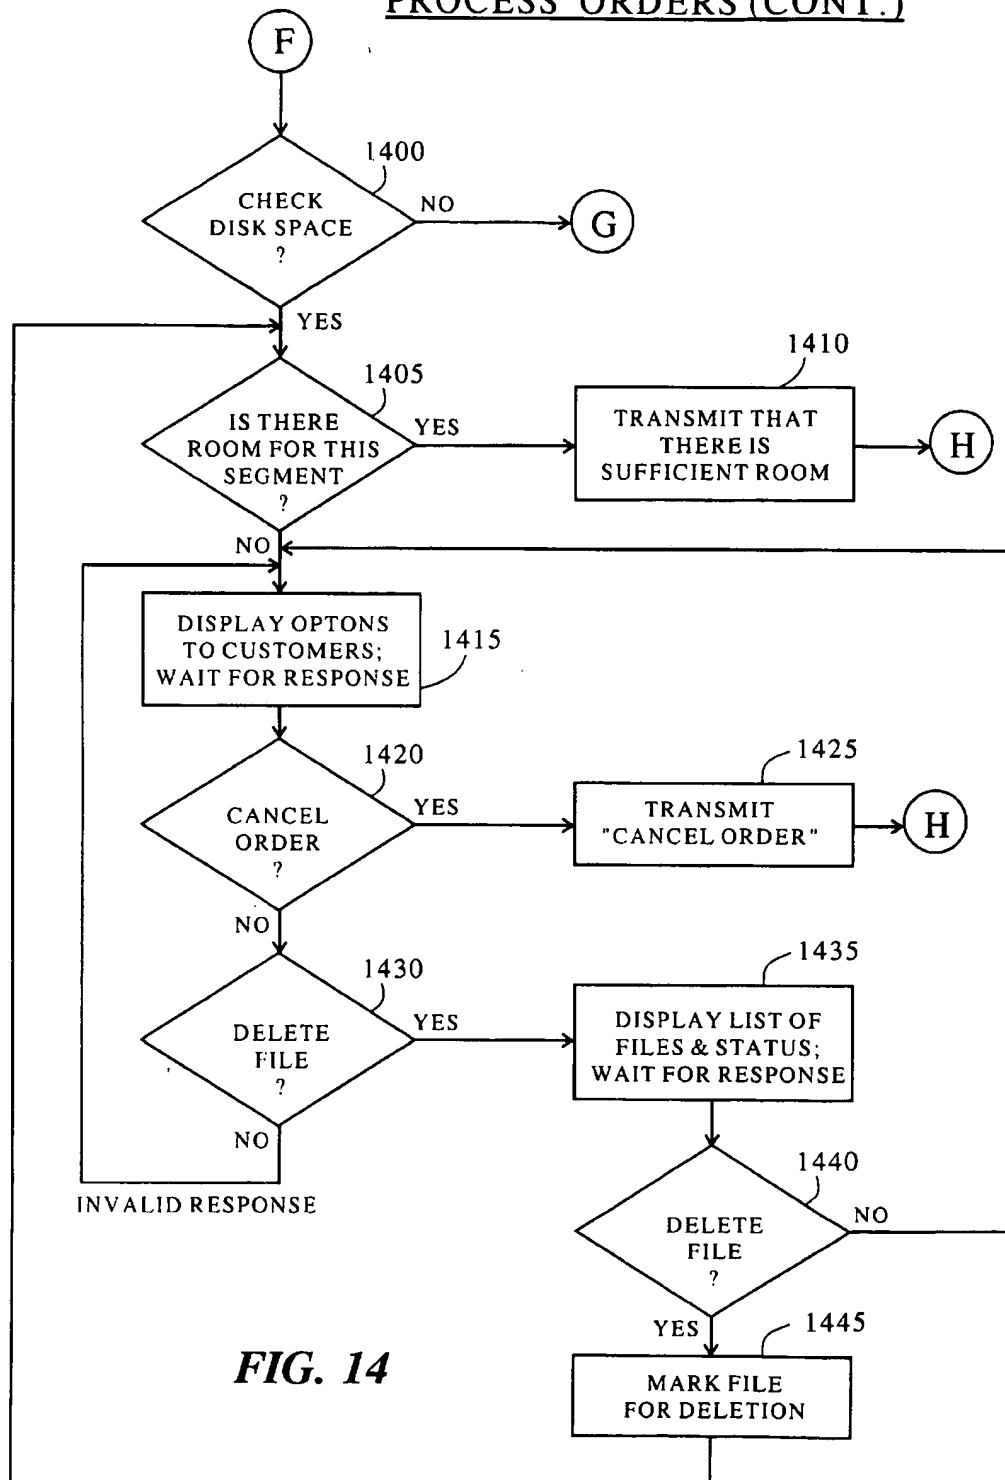 PROCESS ORDERS (CONT.)
F
1400
CHECK
DISK SPACE
?
NO
G
YES
1405
IS THERE
ROOM FOR THIS
SEGMENT
?
YES
1410
TRANSMIT THAT
THERE IS
SUFFICIENT ROOM
H
NO
DISPLAY OPTONS
TO CUSTOMERS;
WAIT FOR RESPONSE
1415
1420
CANCEL
ORDER
?
YES
1425
TRANSMIT
"CANCEL ORDER"
H
NO
1430
DELETE
FILE
?
YES
1435
DISPLAY LIST OF
FILES & STATUS;
WAIT FOR RESPONSE
NO
INVALID RESPONSE
1440
DELETE
FILE
?
NO
YES
1445
MARK FILE
FOR DELETION
FIG. 14